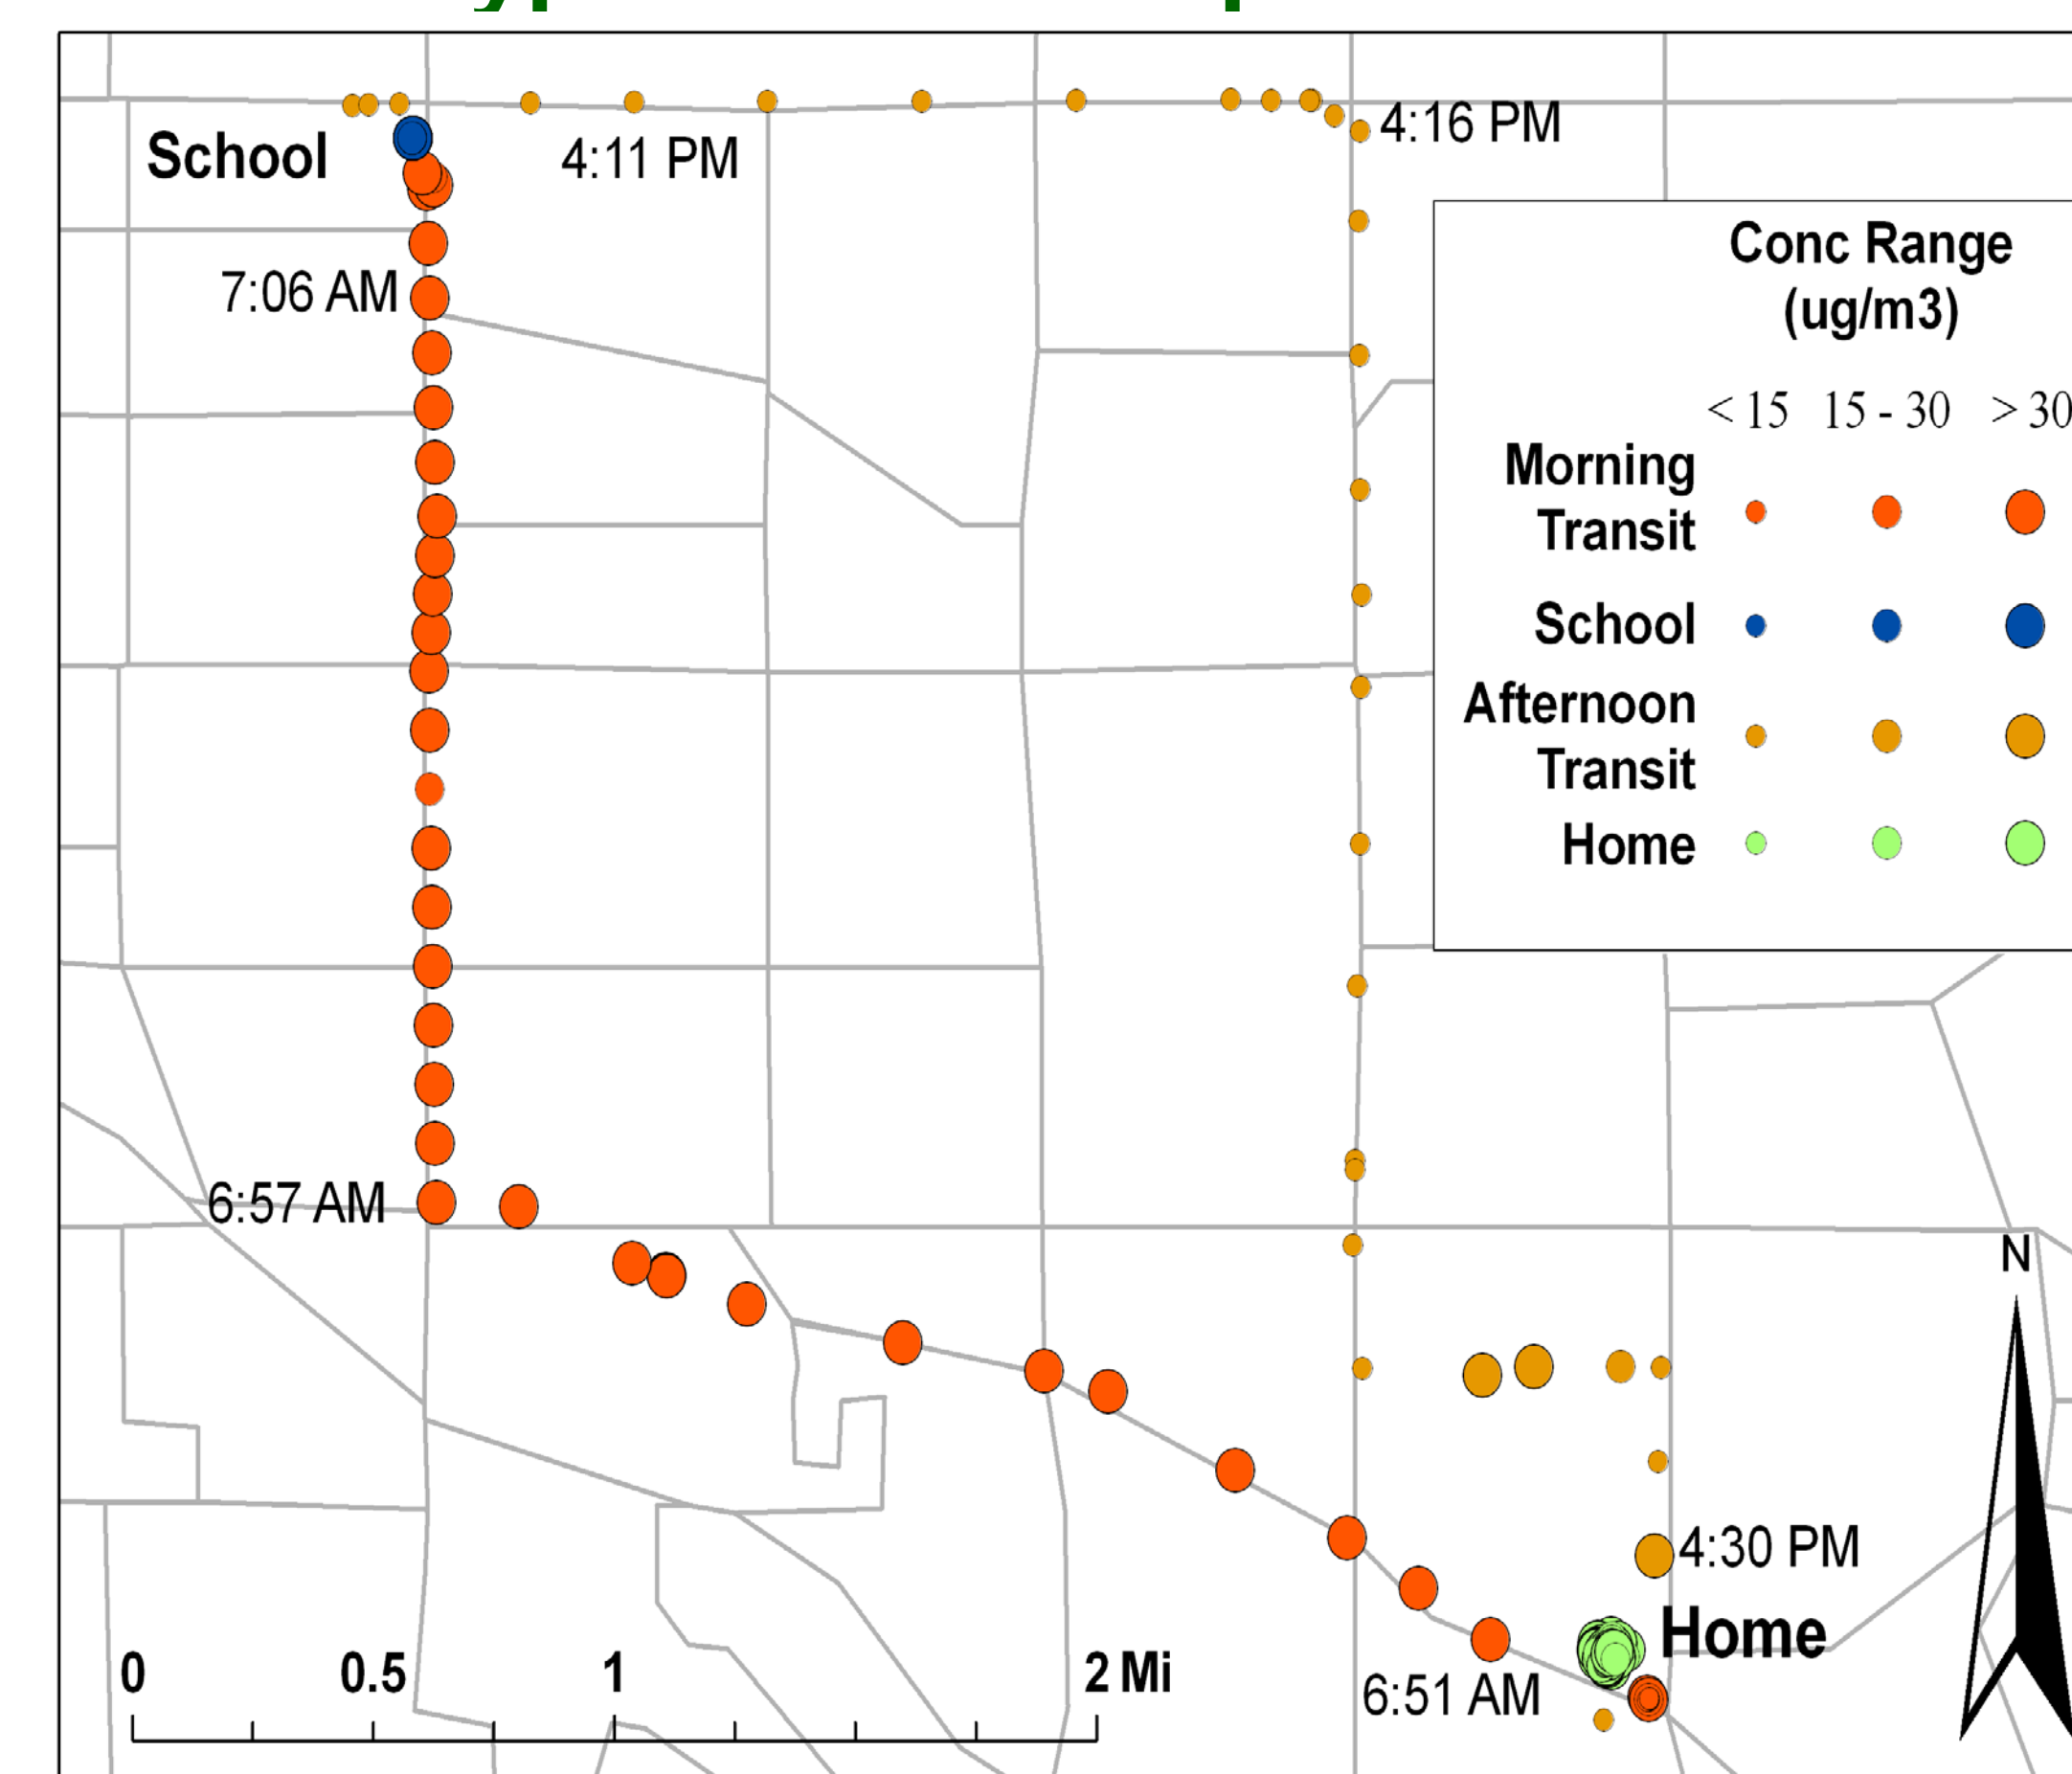 School
4:11 PM
4:16 PM
7:06 AM
Conc Range
(ug/m3)
< 15 15 - 30 > 30
Morning
Transit
School
Afternoon
Transit
Home
6:57 AM
N
4:30 PM
Home
6:51 AM
0 0.5 1 2 Mi